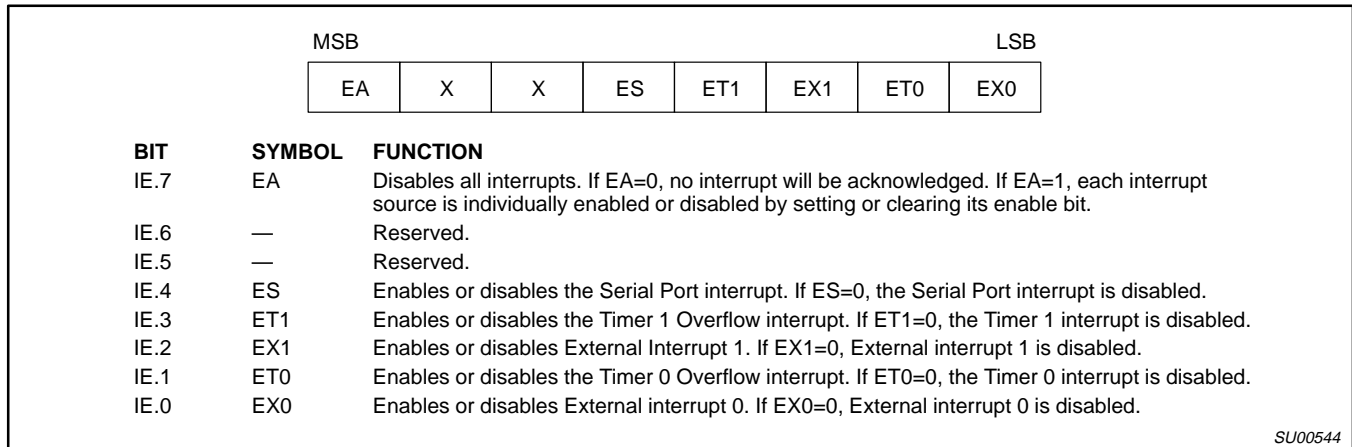 MSB LSB
EA X X ES ET1 EX1 ET0 EX0
BIT SYMBOL FUNCTION
IE.7 EA Disables all interrupts. If EA=0, no interrupt will be acknowledged. If EA=1, each interrupt
source is individually enabled or disabled by setting or clearing its enable bit.
IE.6 — Reserved.
IE.5 — Reserved.
IE.4 ES Enables or disables the Serial Port interrupt. If ES=0, the Serial Port interrupt is disabled.
IE.3 ET1 Enables or disables the Timer 1 Overflow interrupt. If ET1=0, the Timer 1 interrupt is disabled.
IE.2 EX1 Enables or disables External Interrupt 1. If EX1=0, External interrupt 1 is disabled.
IE.1 ET0 Enables or disables the Timer 0 Overflow interrupt. If ET0=0, the Timer 0 interrupt is disabled.
IE.0 EX0 Enables or disables External interrupt 0. If EX0=0, External interrupt 0 is disabled.
SU00544